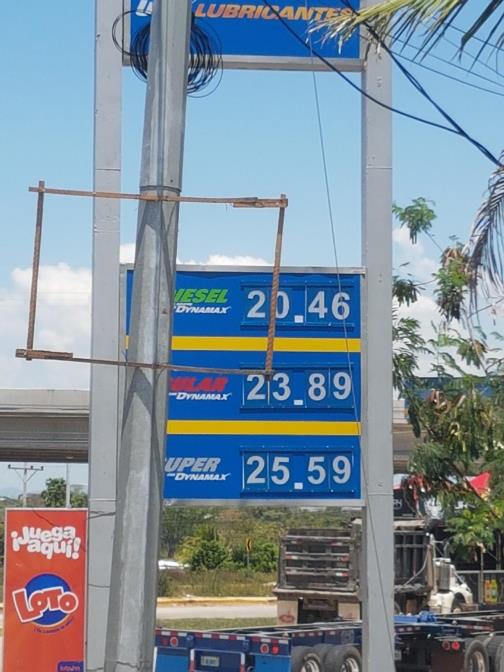 LUBRICANTES
IESEL 20.46
DYNAMAX
ULAR 23.89
DYNAMAX
UPER 25.59
DYNAMAX
¡Juega
aquí!
LOTO